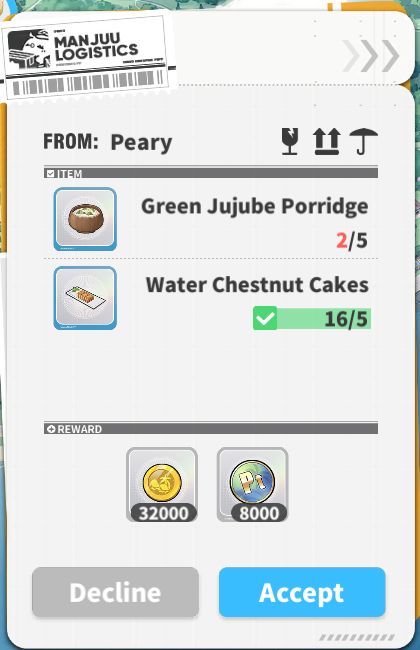 MANJUU
LOGISTICS
FROM: Peary
ITEM
Green Jujube Porridge
2/5
Water Chestnut Cakes
16/5
REWARD
32000
8000
Decline
Accept